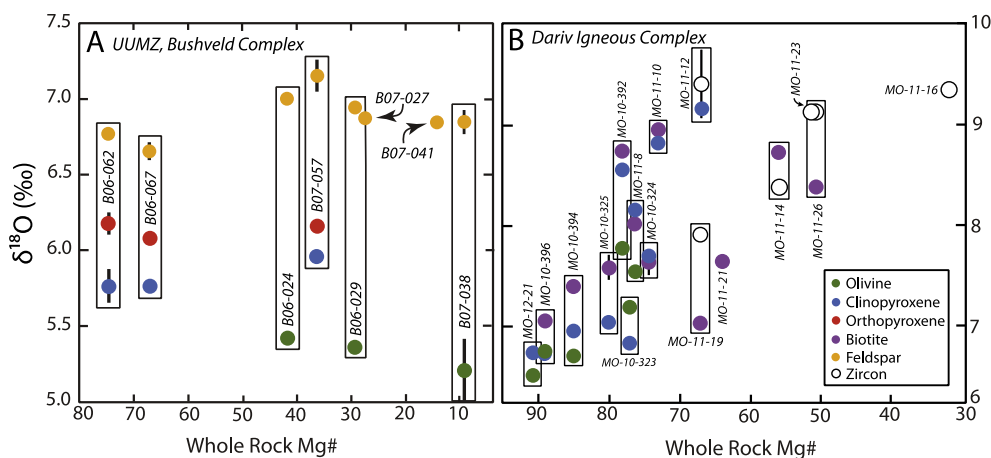 A UUMZ, Bushveld Complex
δ18O (‰)
7.5
7.0
6.5
6.0
5.5
5.0
B06-062
B06-067
B06-024
B07-057
B06-029
B07-027
B07-041
B07-038
80 70 60 50 40 30 20 10
Whole Rock Mg#
B Dariv Igneous Complex
MO-12-21
MO-10-396
MO-10-394
MO-10-325
MO-10-392
MO-11-8
MO-10-323
MO-10-324
MO-11-10
MO-11-12
MO-11-19
MO-11-21
MO-11-14
MO-11-23
MO-11-26
MO-11-16
10
9
8
7
6
6
Olivine
Clinopyroxene
Orthopyroxene
Biotite
Feldspar
Zircon
90 80 70 60 50 40 30
Whole Rock Mg#